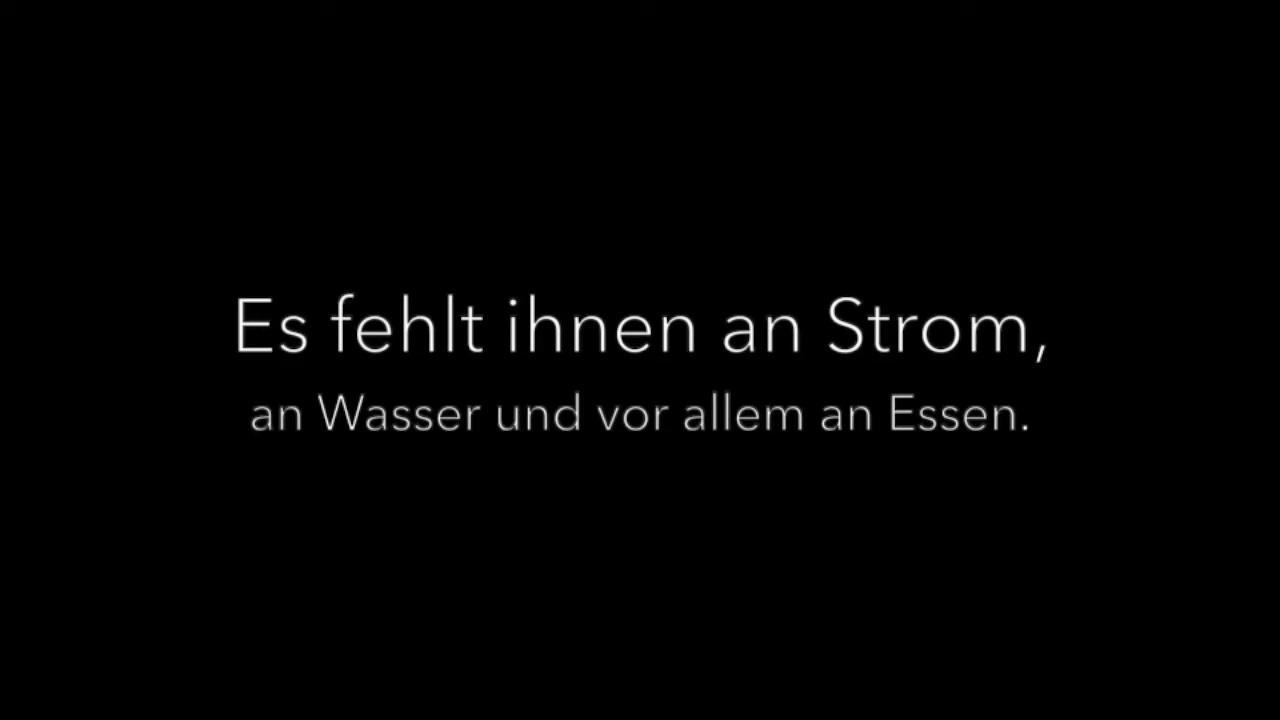 Es fehlt ihnen an Strom,
an Wasser und vor allem an Essen.